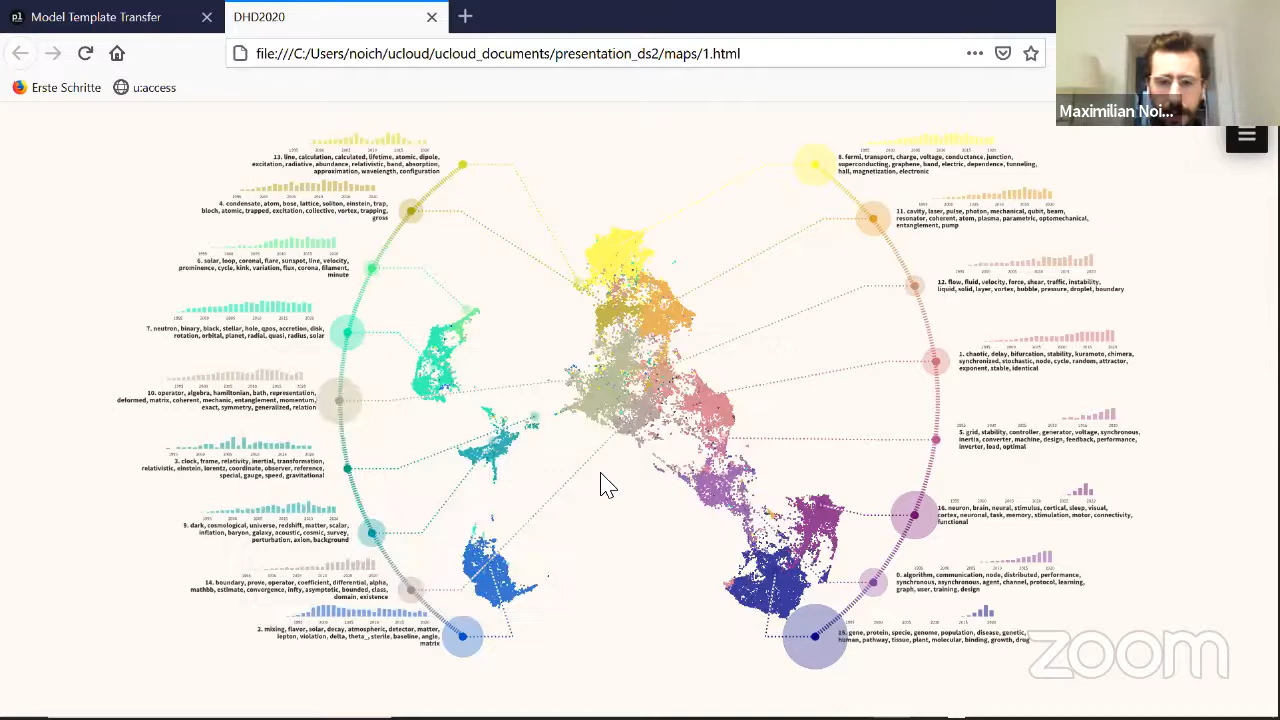 Model Template Transfer
DHD2020
file:///C:/Users/noich/ucloud/ucloud_documents/presentation_ds2/maps/1.html
Erste Schritte
u:access
Maximilian Noi...
13. line, calculation, calculated, lifetime, atomic, dipole,
excitation, radiative, abundance, relativistic, band, absorption,
approximation, wavelength, configuration
4. condensate, atom, bose, lattice, soliton, einstein, trap,
bloch, atomic, trapped, excitation, collective, vortex, trapping,
gross
6. solar, loop, coronal, flare, sunspot, line, velocity,
prominence, cycle, kink, variation, flux, corona, filament,
minute
7. neutron, binary, black, stellar, hole, qpos, accretion, disk,
rotation, orbital, planet, radial, quasi, radius, solar
10. operator, algebra, hamiltonian, bath, representation,
deformed, matrix, coherent, mechanic, entanglement, momentum,
exact, symmetry, generalized, relation
3. clock, frame, relativity, inertial, transformation,
relativistic, einstein, lorentz, coordinate, observer, reference,
special, gauge, speed, gravitational
9. dark, cosmological, universe, redshift, matter, scalar,
inflation, baryon, galaxy, acoustic, cosmic, survey,
perturbation, axion, background
14. boundary, prove, operator, coefficient, differential, alpha,
mathbb, estimate, convergence, infty, asymptotic, bounded, class,
domain, existence
2. mixing, flavor, solar, decay, atmospheric, detector, matter,
lepton, violation, delta, theta_, sterile, baseline, angle,
matrix
8. fermi, transport, charge, voltage, conductance, junction,
superconducting, graphene, band, electric, dependence, tunneling,
hall, magnetization, electronic
11. cavity, laser, pulse, photon, mechanical, qubit, beam,
resonator, coherent, atom, plasma, parametric, optomechanical,
entanglement, pump
12. flow, fluid, velocity, force, shear, traffic, instability,
liquid, solid, layer, vortex, bubble, pressure, droplet, boundary
1. chaotic, delay, bifurcation, stability, kuramoto, chimera,
synchronized, stochastic, node, cycle, random, attractor,
exponent, stable, identical
5. grid, stability, controller, generator, voltage, synchronous,
inertia, converter, machine, design, feedback, performance,
inverter, load, optimal
16. neuron, brain, neural, stimulus, cortical, sleep, visual,
cortex, neuronal, task, memory, stimulation, motor, connectivity,
functional
0. algorithm, communication, node, distributed, performance,
synchronous, asynchronous, agent, channel, protocol, learning,
graph, user, training, design
15. gene, protein, specie, genome, population, disease, genetic,
human, pathway, tissue, plant, molecular, binding, growth, drug
zoom